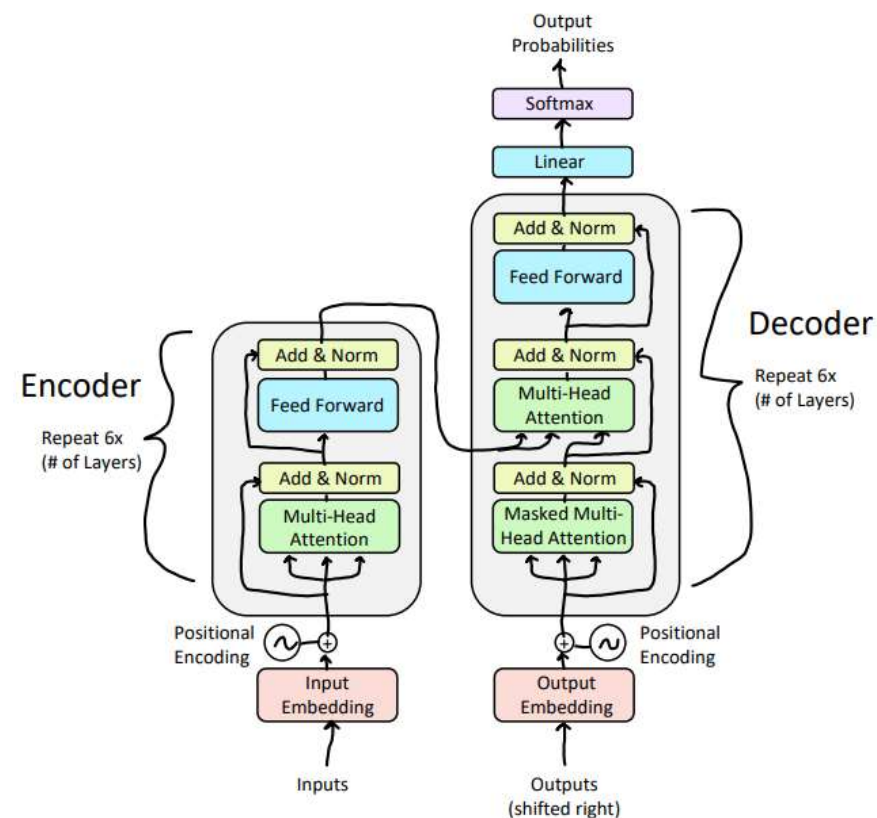 Output
Probabilities
Softmax
Linear
Add & Norm
Feed Forward
Add & Norm
Multi-Head
Attention
Add & Norm
Masked Multi-
Head Attention
Decoder
Repeat 6x
(# of Layers)
Encoder
Repeat 6x
(# of Layers)
Add & Norm
Feed Forward
Add & Norm
Multi-Head
Attention
Positional
Encoding
Positional
Encoding
Input
Embedding
Output
Embedding
Inputs
Outputs
(shifted right)